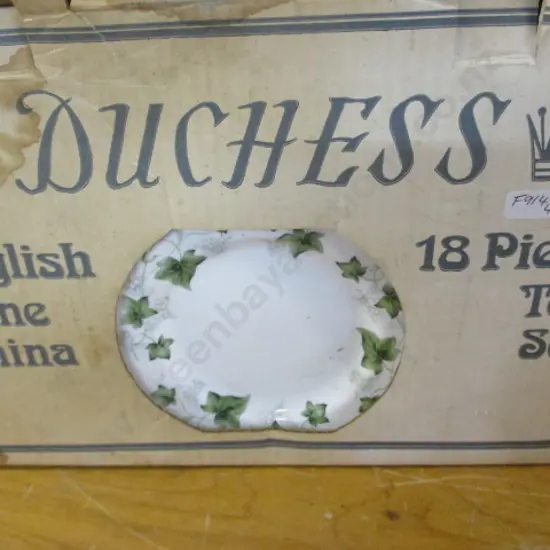 DUCHESS
glish
ne
hina
18 Pie
T
S
F914